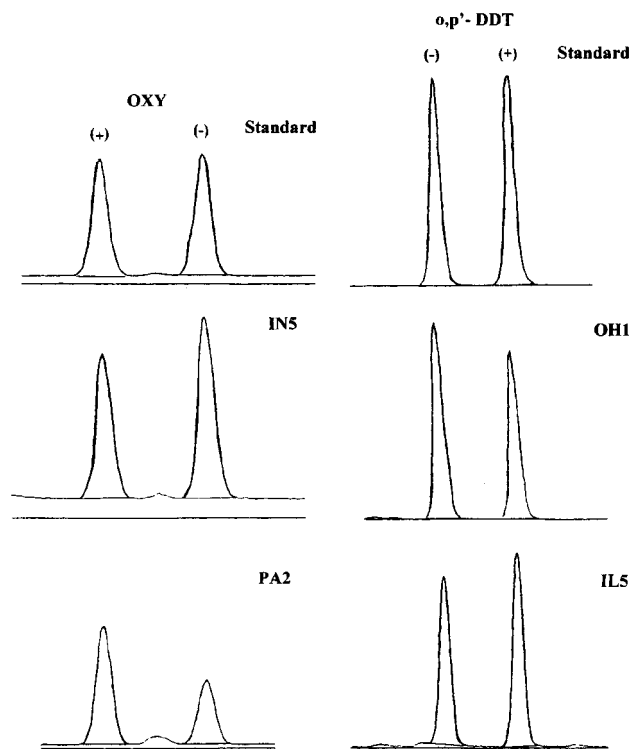 OXY
(+) (-) Standard
IN5
PA2
o,p'- DDT
(-) (+) Standard
OH1
IL5